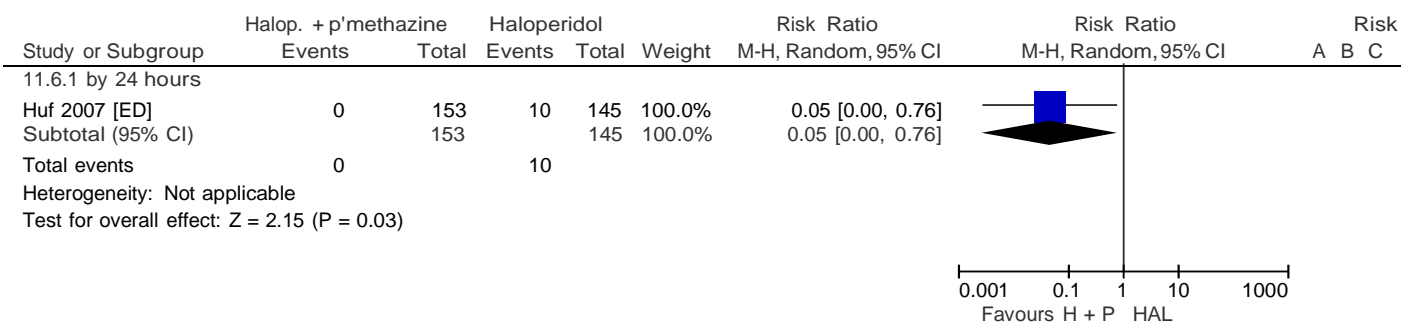 Halop. + p'methazine Haloperidol Risk Ratio Risk Ratio Risk
Study or Subgroup Events Total Events Total Weight M-H, Random, 95% CI M-H, Random, 95% CI A B C
11.6.1 by 24 hours
Huf 2007 [ED] 0 153 10 145 100.0% 0.05 [0.00, 0.76]
Subtotal (95% CI) 153 145 100.0% 0.05 [0.00, 0.76]
Total events 0 10
Heterogeneity: Not applicable
Test for overall effect: Z = 2.15 (P = 0.03)
0.001 0.1 1 10 1000
Favours H + P HAL